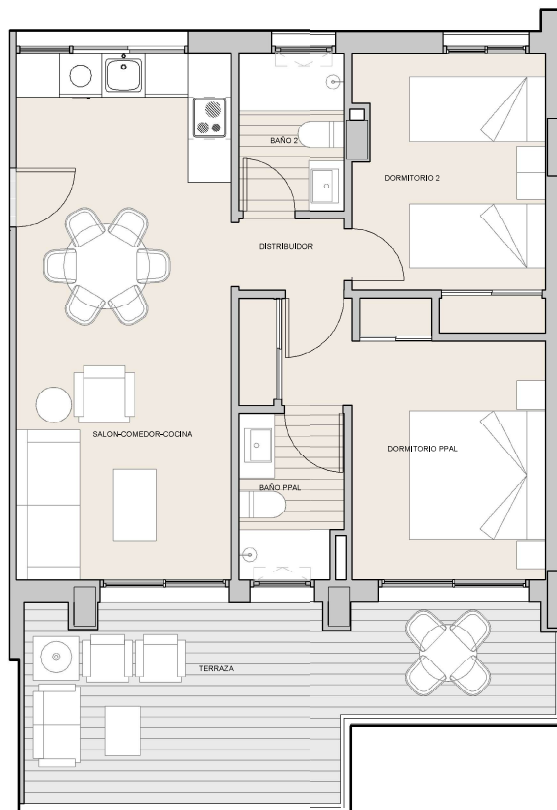 BAÑO 2
DORMITORIO 2
DISTRIBUIDOR
SALON-COMEDOR-COCINA
DORMITORIO PPAL
BAÑO PPAL
TERRAZA